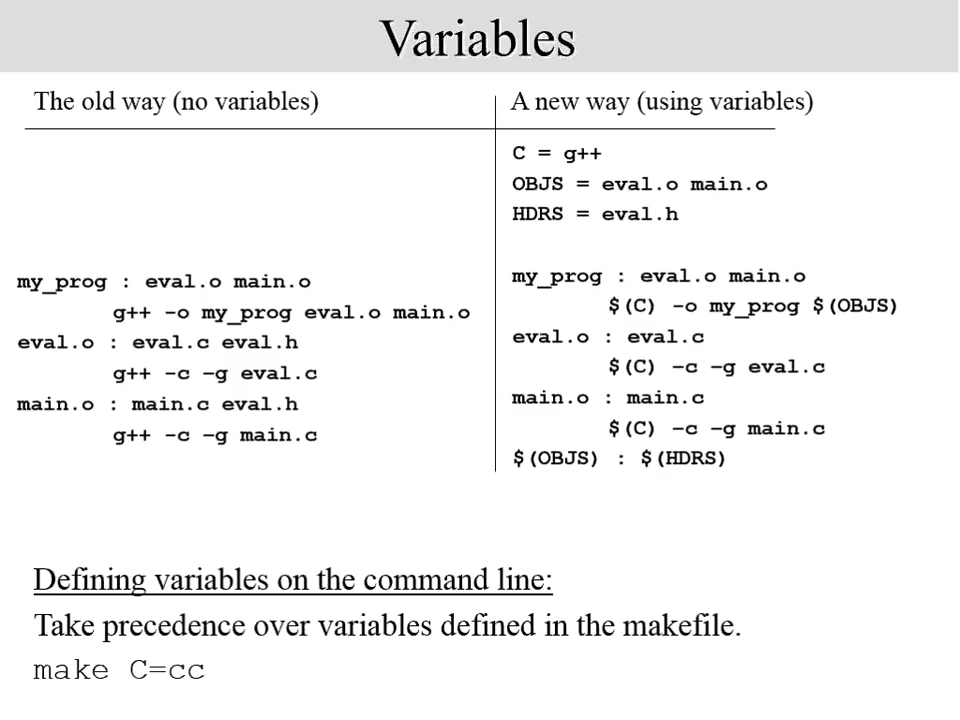 Variables
The old way (no variables)
A new way (using variables)
my_prog : eval.o main.o
g++ -o my_prog eval.o main.o
eval.o : eval.c eval.h
g++ -c –g eval.c
main.o : main.c eval.h
g++ -c –g main.c
C = g++
OBJS = eval.o main.o
HDRS = eval.h
my_prog : eval.o main.o
$(C) -o my_prog $(OBJS)
eval.o : eval.c
$(C) –c –g eval.c
main.o : main.c
$(C) –c –g main.c
$(OBJS) : $(HDRS)
Defining variables on the command line:
Take precedence over variables defined in the makefile.
make C=cc